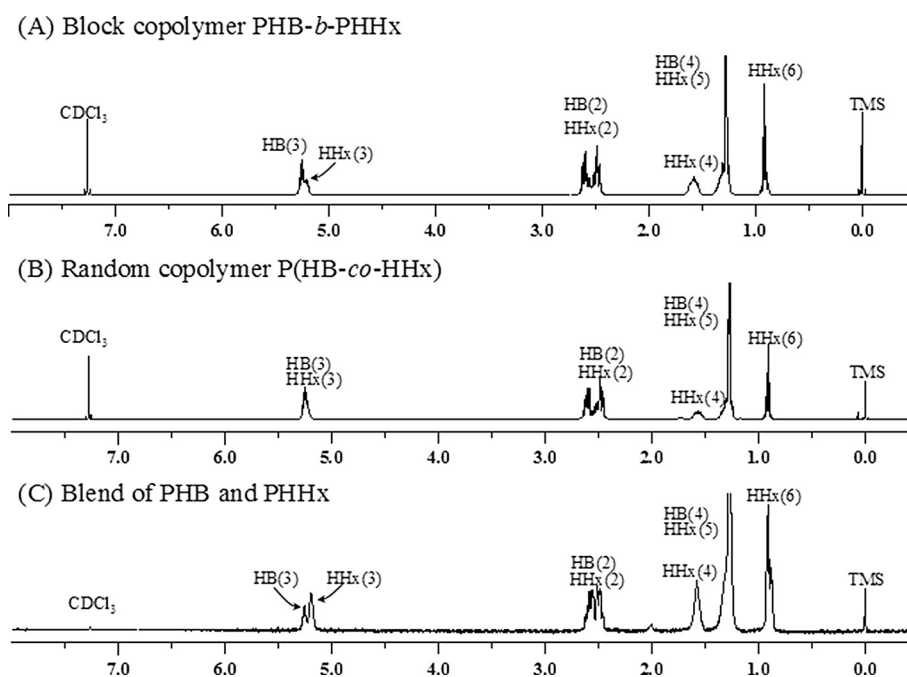 (A) Block copolymer PHB-b-PHHx
HB(4)
HHx(5)
HHx(6)
CDCl3
HB(2)
HHx(2)
TMS
HB(3)
HHx(3)
HHx(4)
7.0 6.0 5.0 4.0 3.0 2.0 1.0 0.0
(B) Random copolymer P(HB-co-HHx)
HB(4)
HHx(5)
CDCl3
HHx(6)
HB(3)
HHx(3)
HB(2)
HHx(2)
TMS
HHx(4)
7.0 6.0 5.0 4.0 3.0 2.0 1.0 0.0
(C) Blend of PHB and PHHx
HHx(6)
HB(4)
HHx(5)
HB(2)
HHx(2)
HHx(4)
HB(3)
HHx(3)
TMS
CDCl3
7.0 6.0 5.0 4.0 3.0 2.0 1.0 0.0